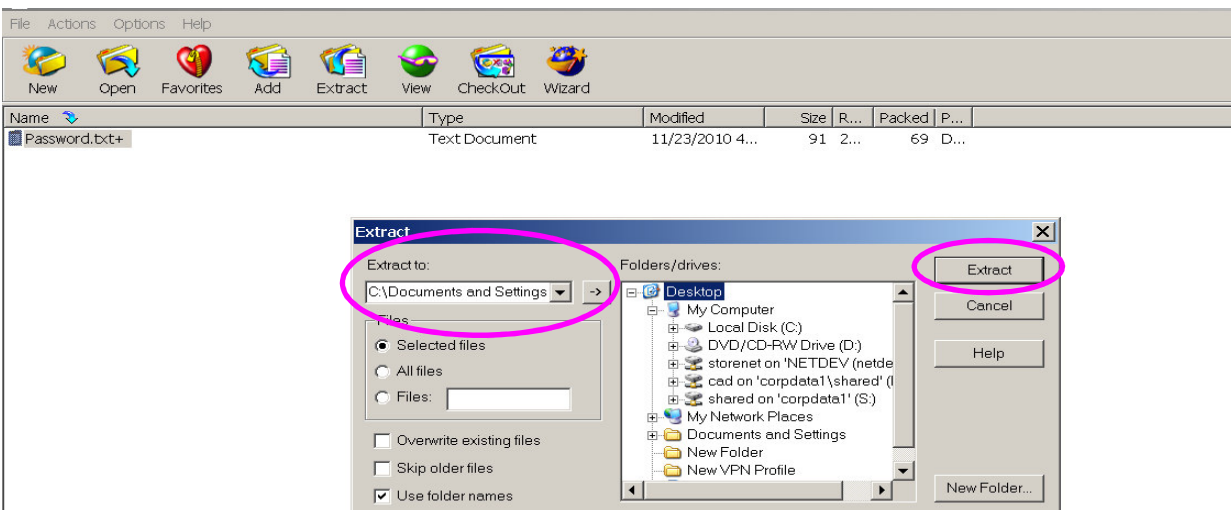 File Actions Options Help
New Open Favorites Add Extract View CheckOut Wizard
Name Type Modified Size R... Packed P...
Password.txt+ Text Document 11/23/2010 4... 91 2... 69 D...
Extract
Extract to:
C:\Documents and Settings
->
Files
Selected files
All files
Files:
Overwrite existing files
Skip older files
Use folder names
Folders/drives:
Desktop
My Computer
Local Disk (C:)
DVD/CD-RW Drive (D:)
storenet on 'NETDEV (netde
cad on 'corpdata1\shared' (
shared on 'corpdata1' (S:)
My Network Places
Documents and Settings
New Folder
New VPN Profile
Extract
Cancel
Help
New Folder...